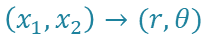 (x₁, x₂) → (r, θ)